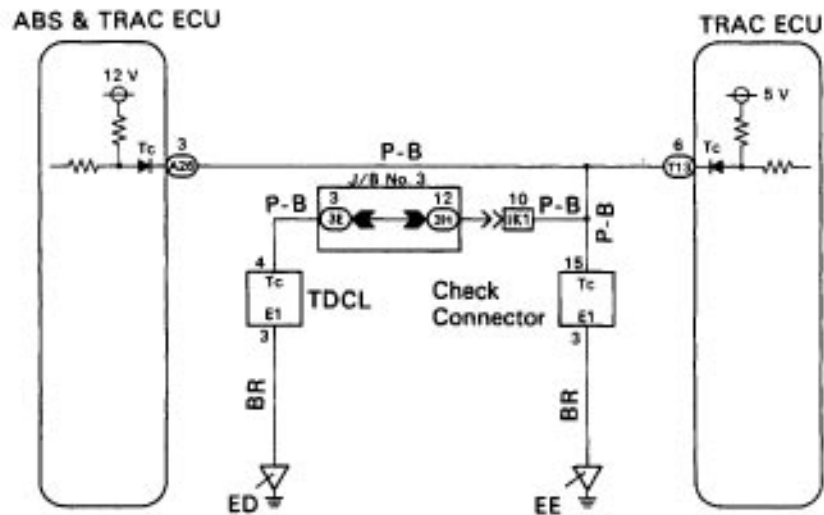 ABS & TRAC ECU
TRAC ECU
12 V
5 V
Tc
3
A26
P-B
6
T13
Tc
J/B No. 3
P-B
3
3E
12
3H
10
IK1
P-B
P-B
4
Tc
E1
3
TDCL
Check
Connector
15
Tc
E1
3
BR
BR
ED
EE